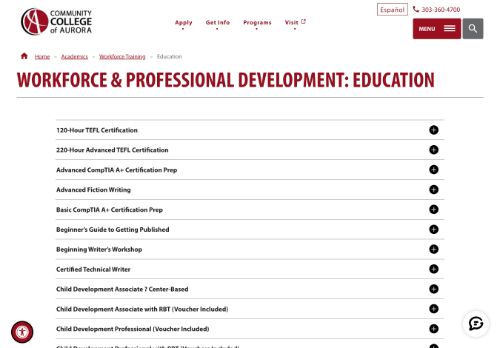 COMMUNITY
COLLEGE
of AURORA
Español
303-360-4700
Apply
Get Info
Programs
Visit
MENU
Home – Academics – Workforce Training – Education
WORKFORCE & PROFESSIONAL DEVELOPMENT: EDUCATION
120-Hour TEFL Certification
220-Hour Advanced TEFL Certification
Advanced CompTIA A+ Certification Prep
Advanced Fiction Writing
Basic CompTIA A+ Certification Prep
Beginner's Guide to Getting Published
Beginning Writer's Workshop
Certified Technical Writer
Child Development Associate ? Center-Based
Child Development Associate with RBT (Voucher Included)
Child Development Professional (Voucher Included)